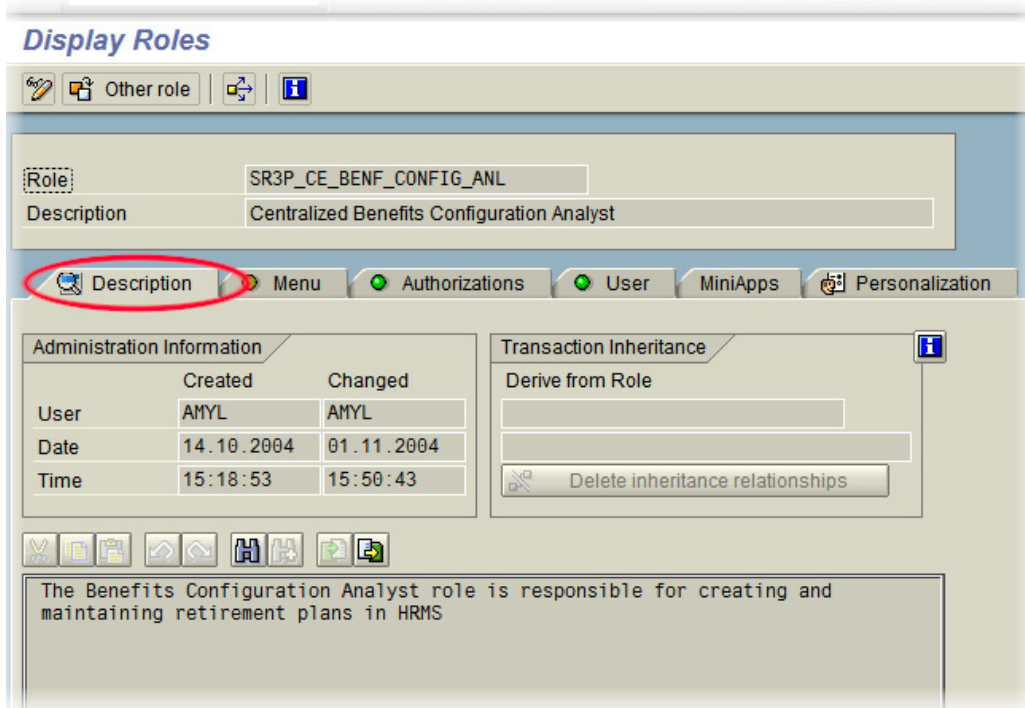 Display Roles
Other role
Role SR3P_CE_BENF_CONFIG_ANL
Description Centralized Benefits Configuration Analyst
Description Menu Authorizations User MiniApps Personalization
Administration Information Transaction Inheritance
Created Changed Derive from Role
User AMYL AMYL
Date 14.10.2004 01.11.2004
Time 15:18:53 15:50:43 Delete inheritance relationships
The Benefits Configuration Analyst role is responsible for creating and
maintaining retirement plans in HRMS